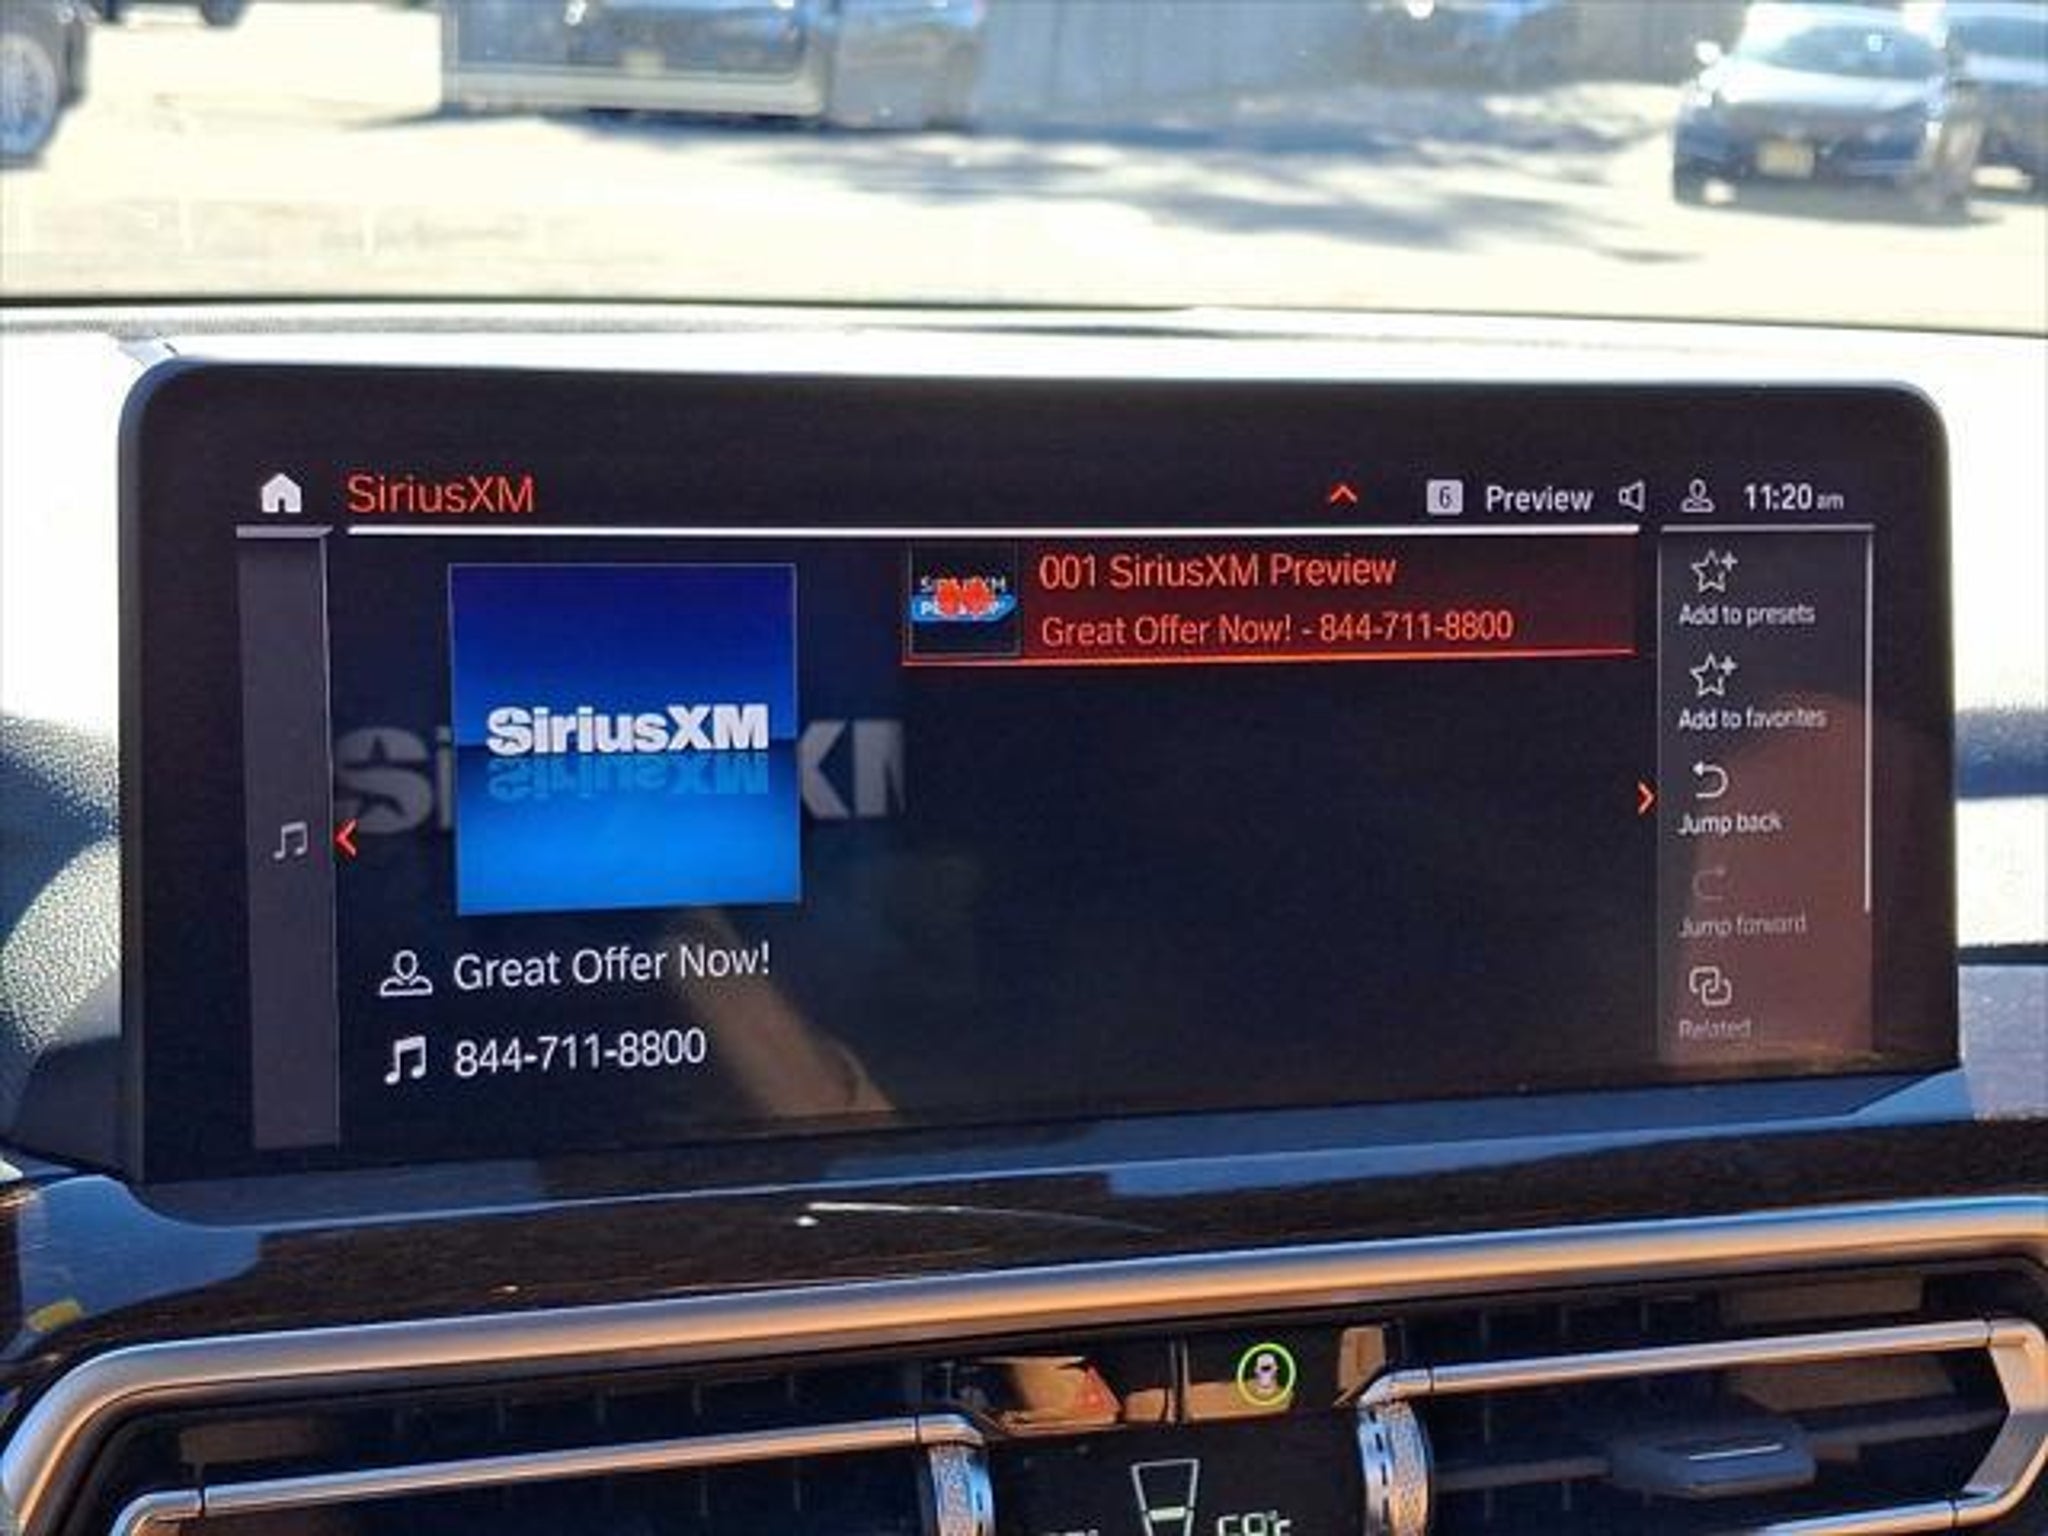 SiriusXM
6 Preview 11:20 am
SiriusXM
001 SiriusXM Preview
Great Offer Now! - 844-711-8800
Great Offer Now!
844-711-8800
Add to presets
Add to favorites
Jump back
Jump forward
Related